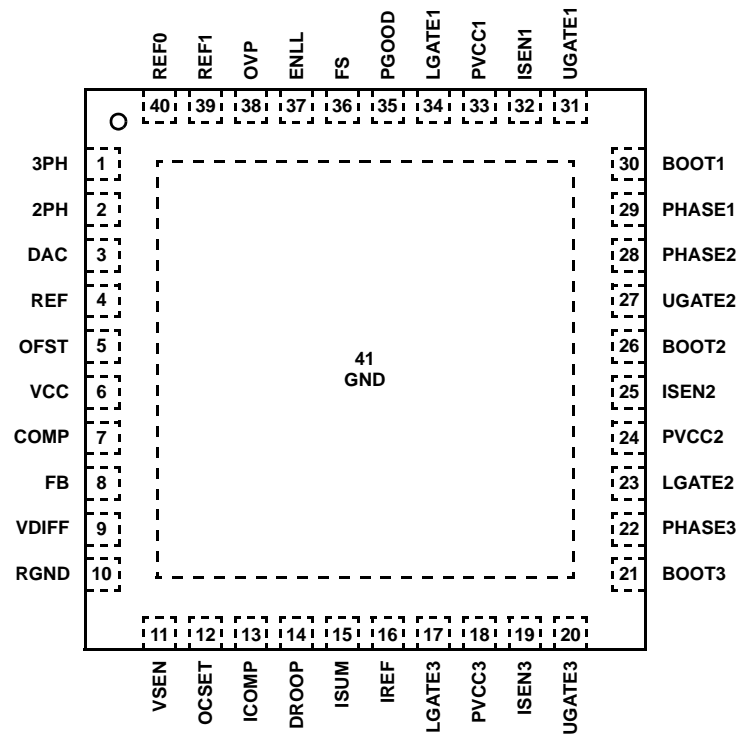 REF0 REF1 OVP ENLL FS PGOOD LGATE1 PVCC1 ISEN1 UGATE1
40 39 38 37 36 35 34 33 32 31
3PH 1 30 BOOT1
2PH 2 29 PHASE1
DAC 3 28 PHASE2
REF 4 27 UGATE2
OFST 5 26 BOOT2
41
GND
VCC 6 25 ISEN2
COMP 7 24 PVCC2
FB 8 23 LGATE2
VDIFF 9 22 PHASE3
RGND 10 21 BOOT3
11 12 13 14 15 16 17 18 19 20
VSEN OCSET ICOMP DROOP ISUM IREF LGATE3 PVCC3 ISEN3 UGATE3